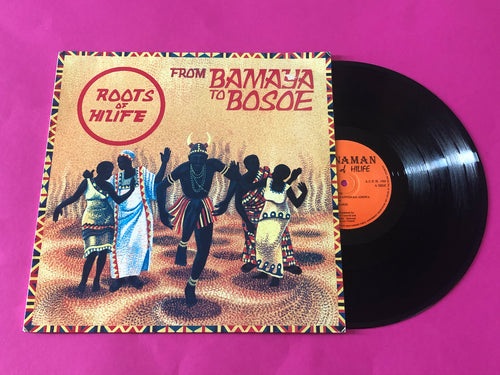 ROOTS
OF
HILIFE
FROM BAMAYA
TO BOSOE
NAMAN
HILIFE